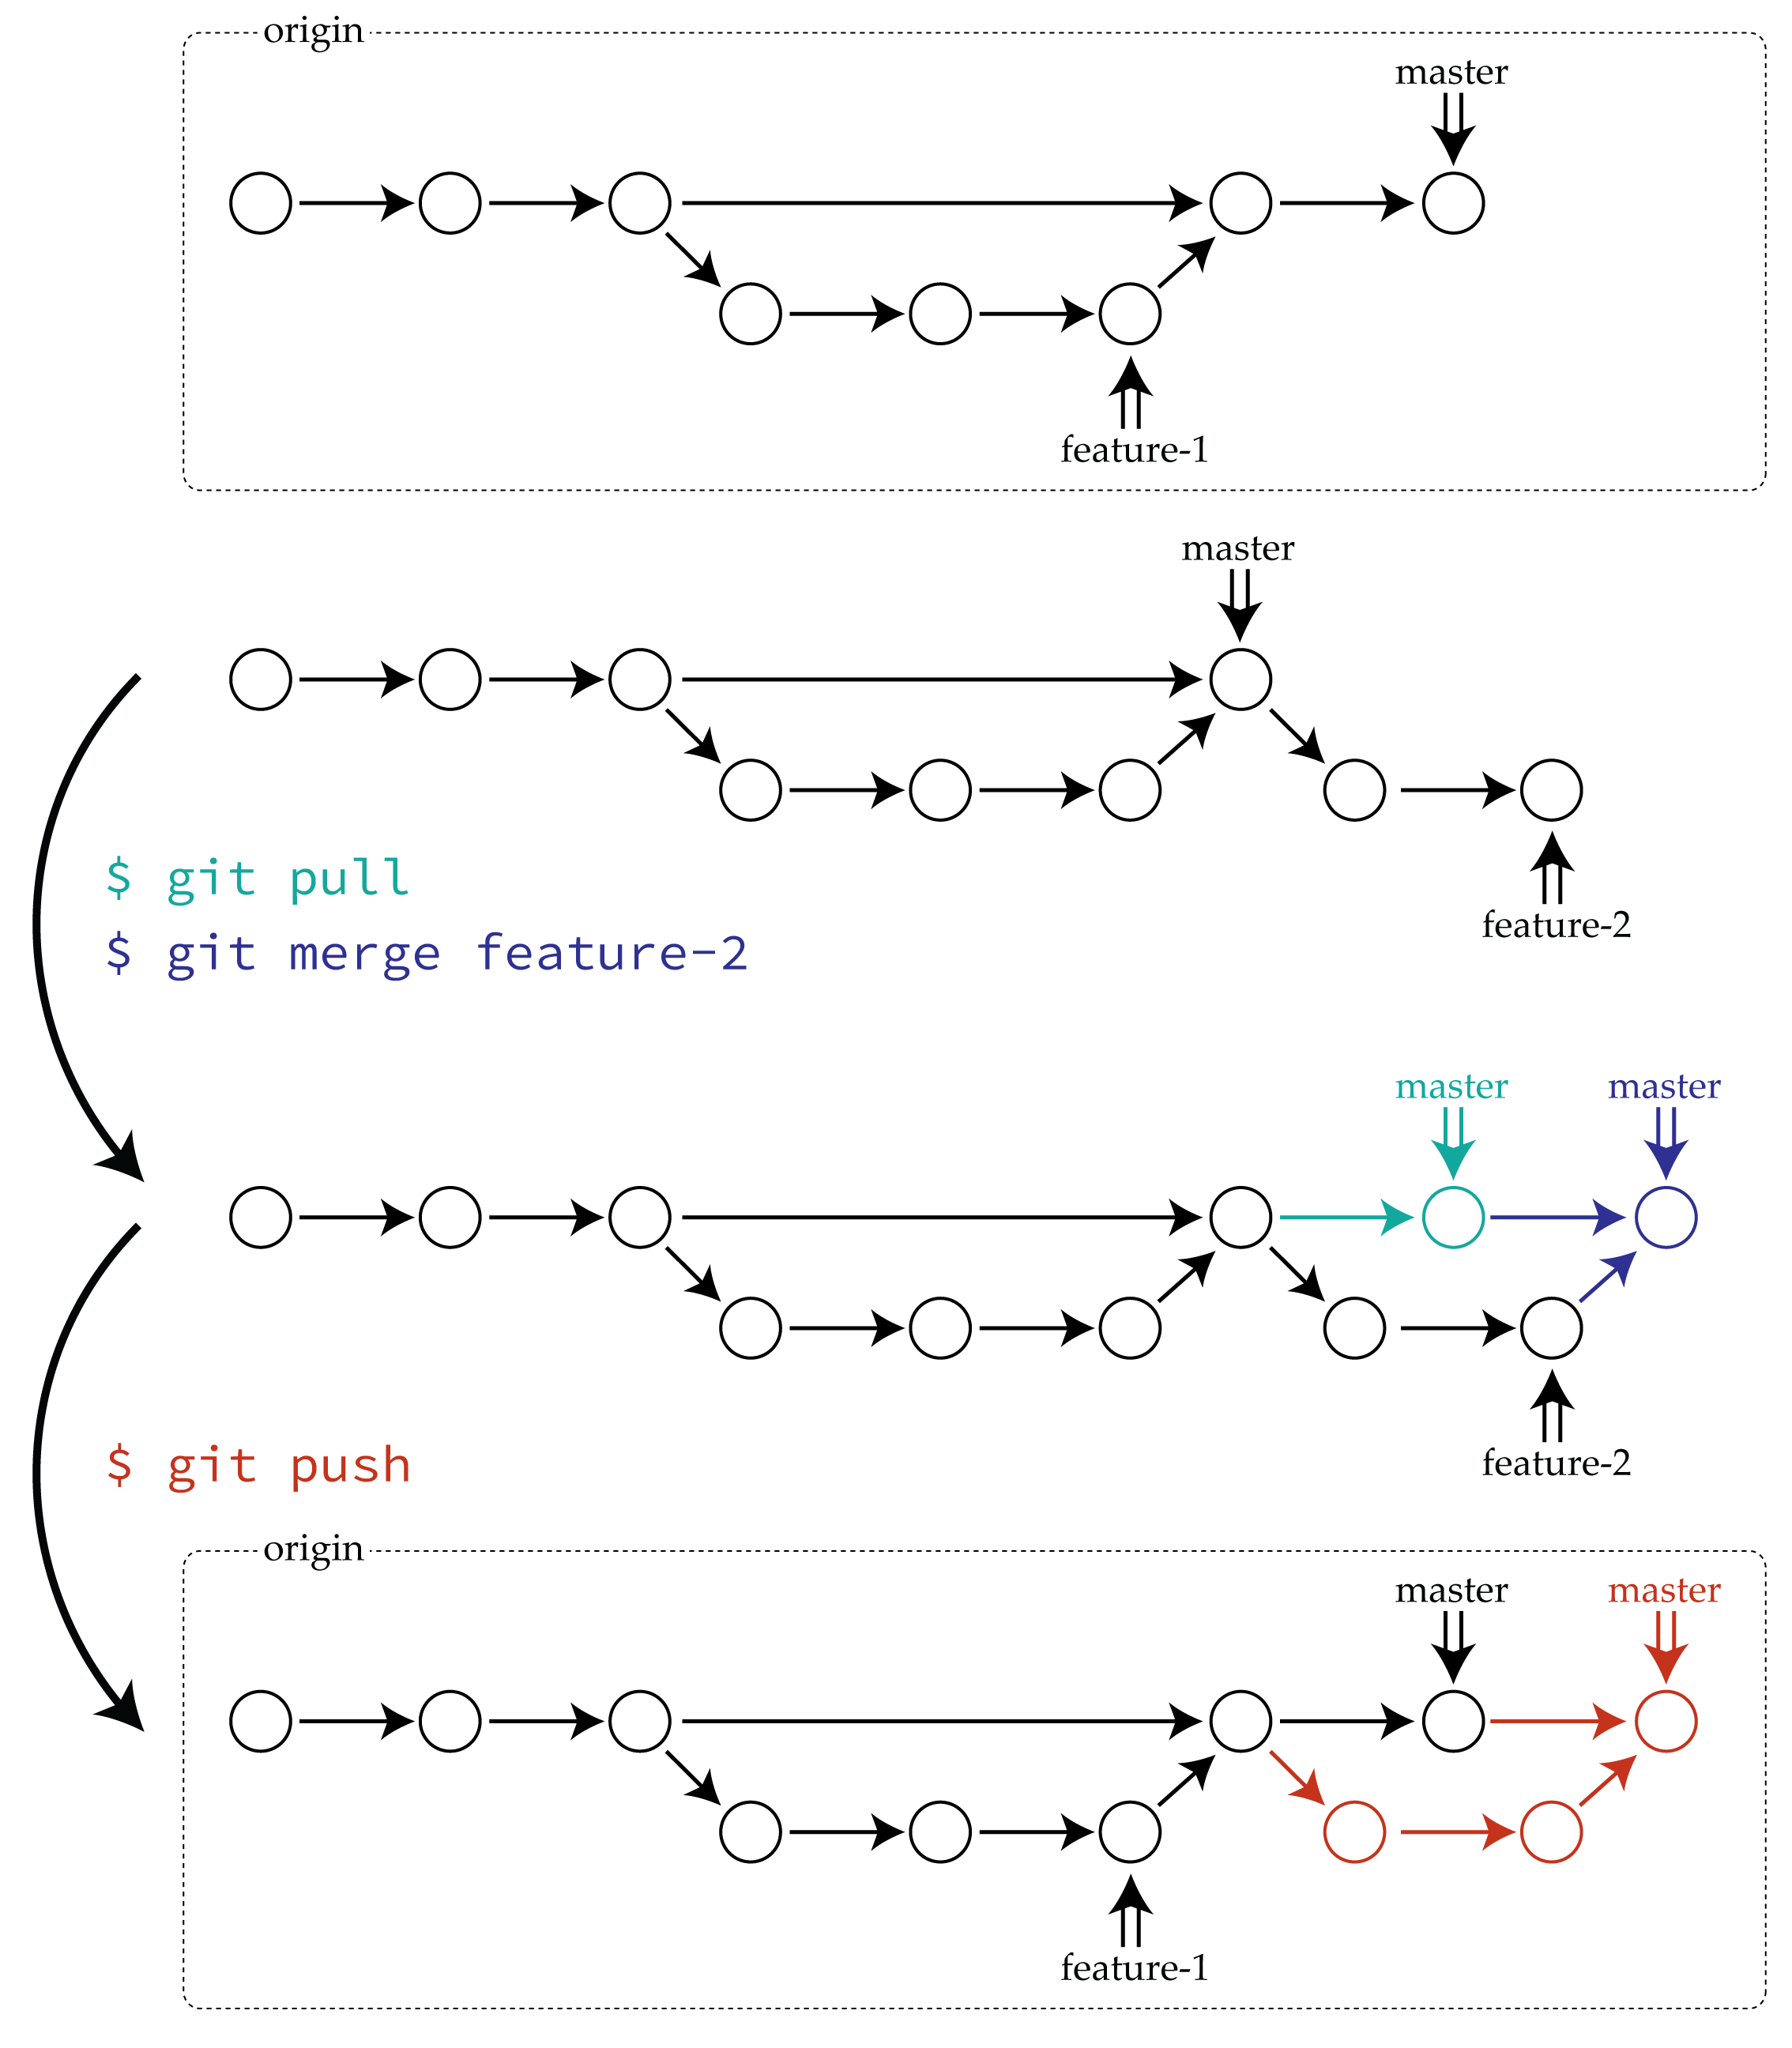 origin
master
feature-1
master
$ git pull
feature-2
$ git merge feature-2
master master
feature-2
$ git push
origin
master master
feature-1